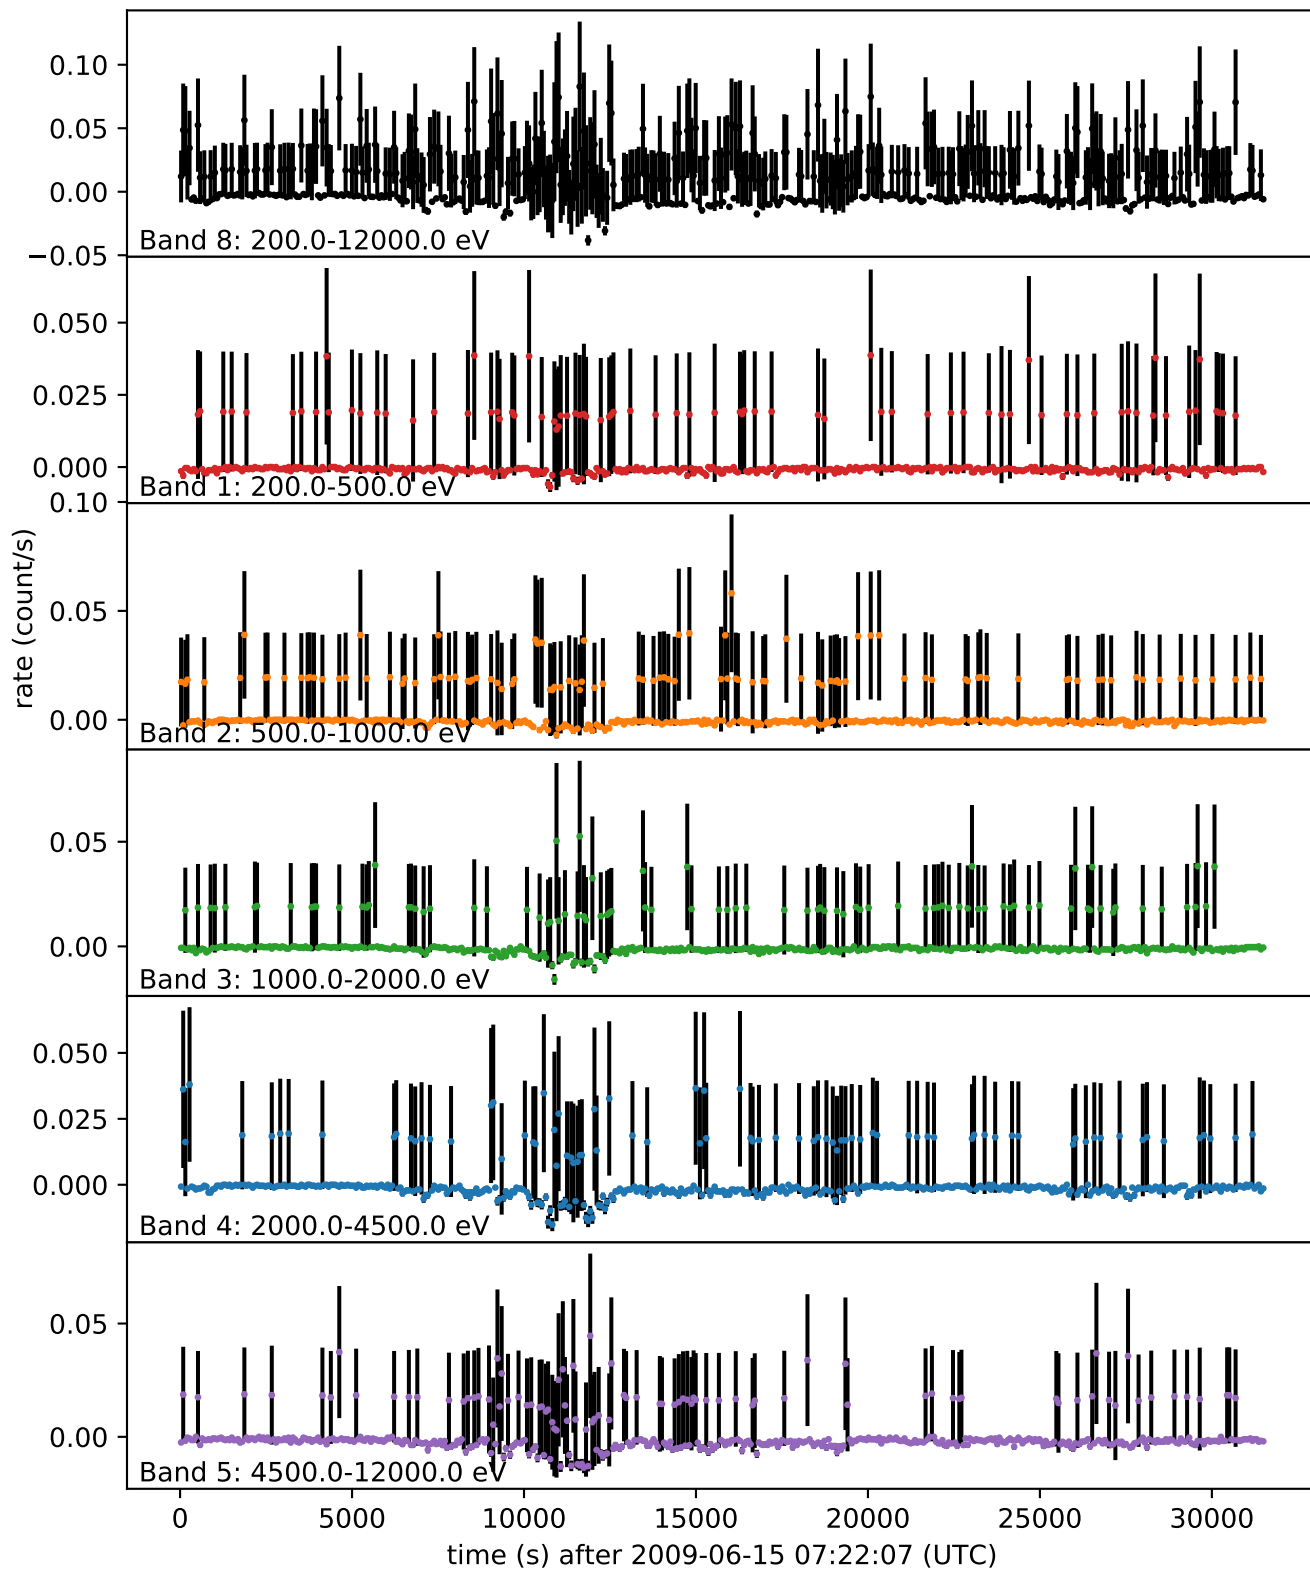 0.10
0.05
0.00
−0.05
Band 8: 200.0-12000.0 eV
0.050
0.025
0.000
Band 1: 200.0-500.0 eV
0.10
0.05
0.00
Band 2: 500.0-1000.0 eV
rate (count/s)
0.05
0.00
Band 3: 1000.0-2000.0 eV
0.050
0.025
0.000
Band 4: 2000.0-4500.0 eV
0.05
0.00
Band 5: 4500.0-12000.0 eV
0 5000 10000 15000 20000 25000 30000
time (s) after 2009-06-15 07:22:07 (UTC)